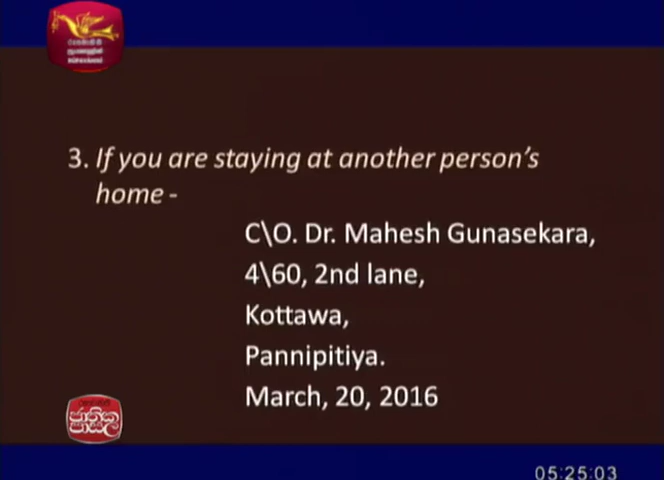 3. If you are staying at another person's
home -
C\O. Dr. Mahesh Gunasekara,
4\60, 2nd lane,
Kottawa,
Pannipitiya.
March, 20, 2016
ජාතික
පාසල
05:25:03